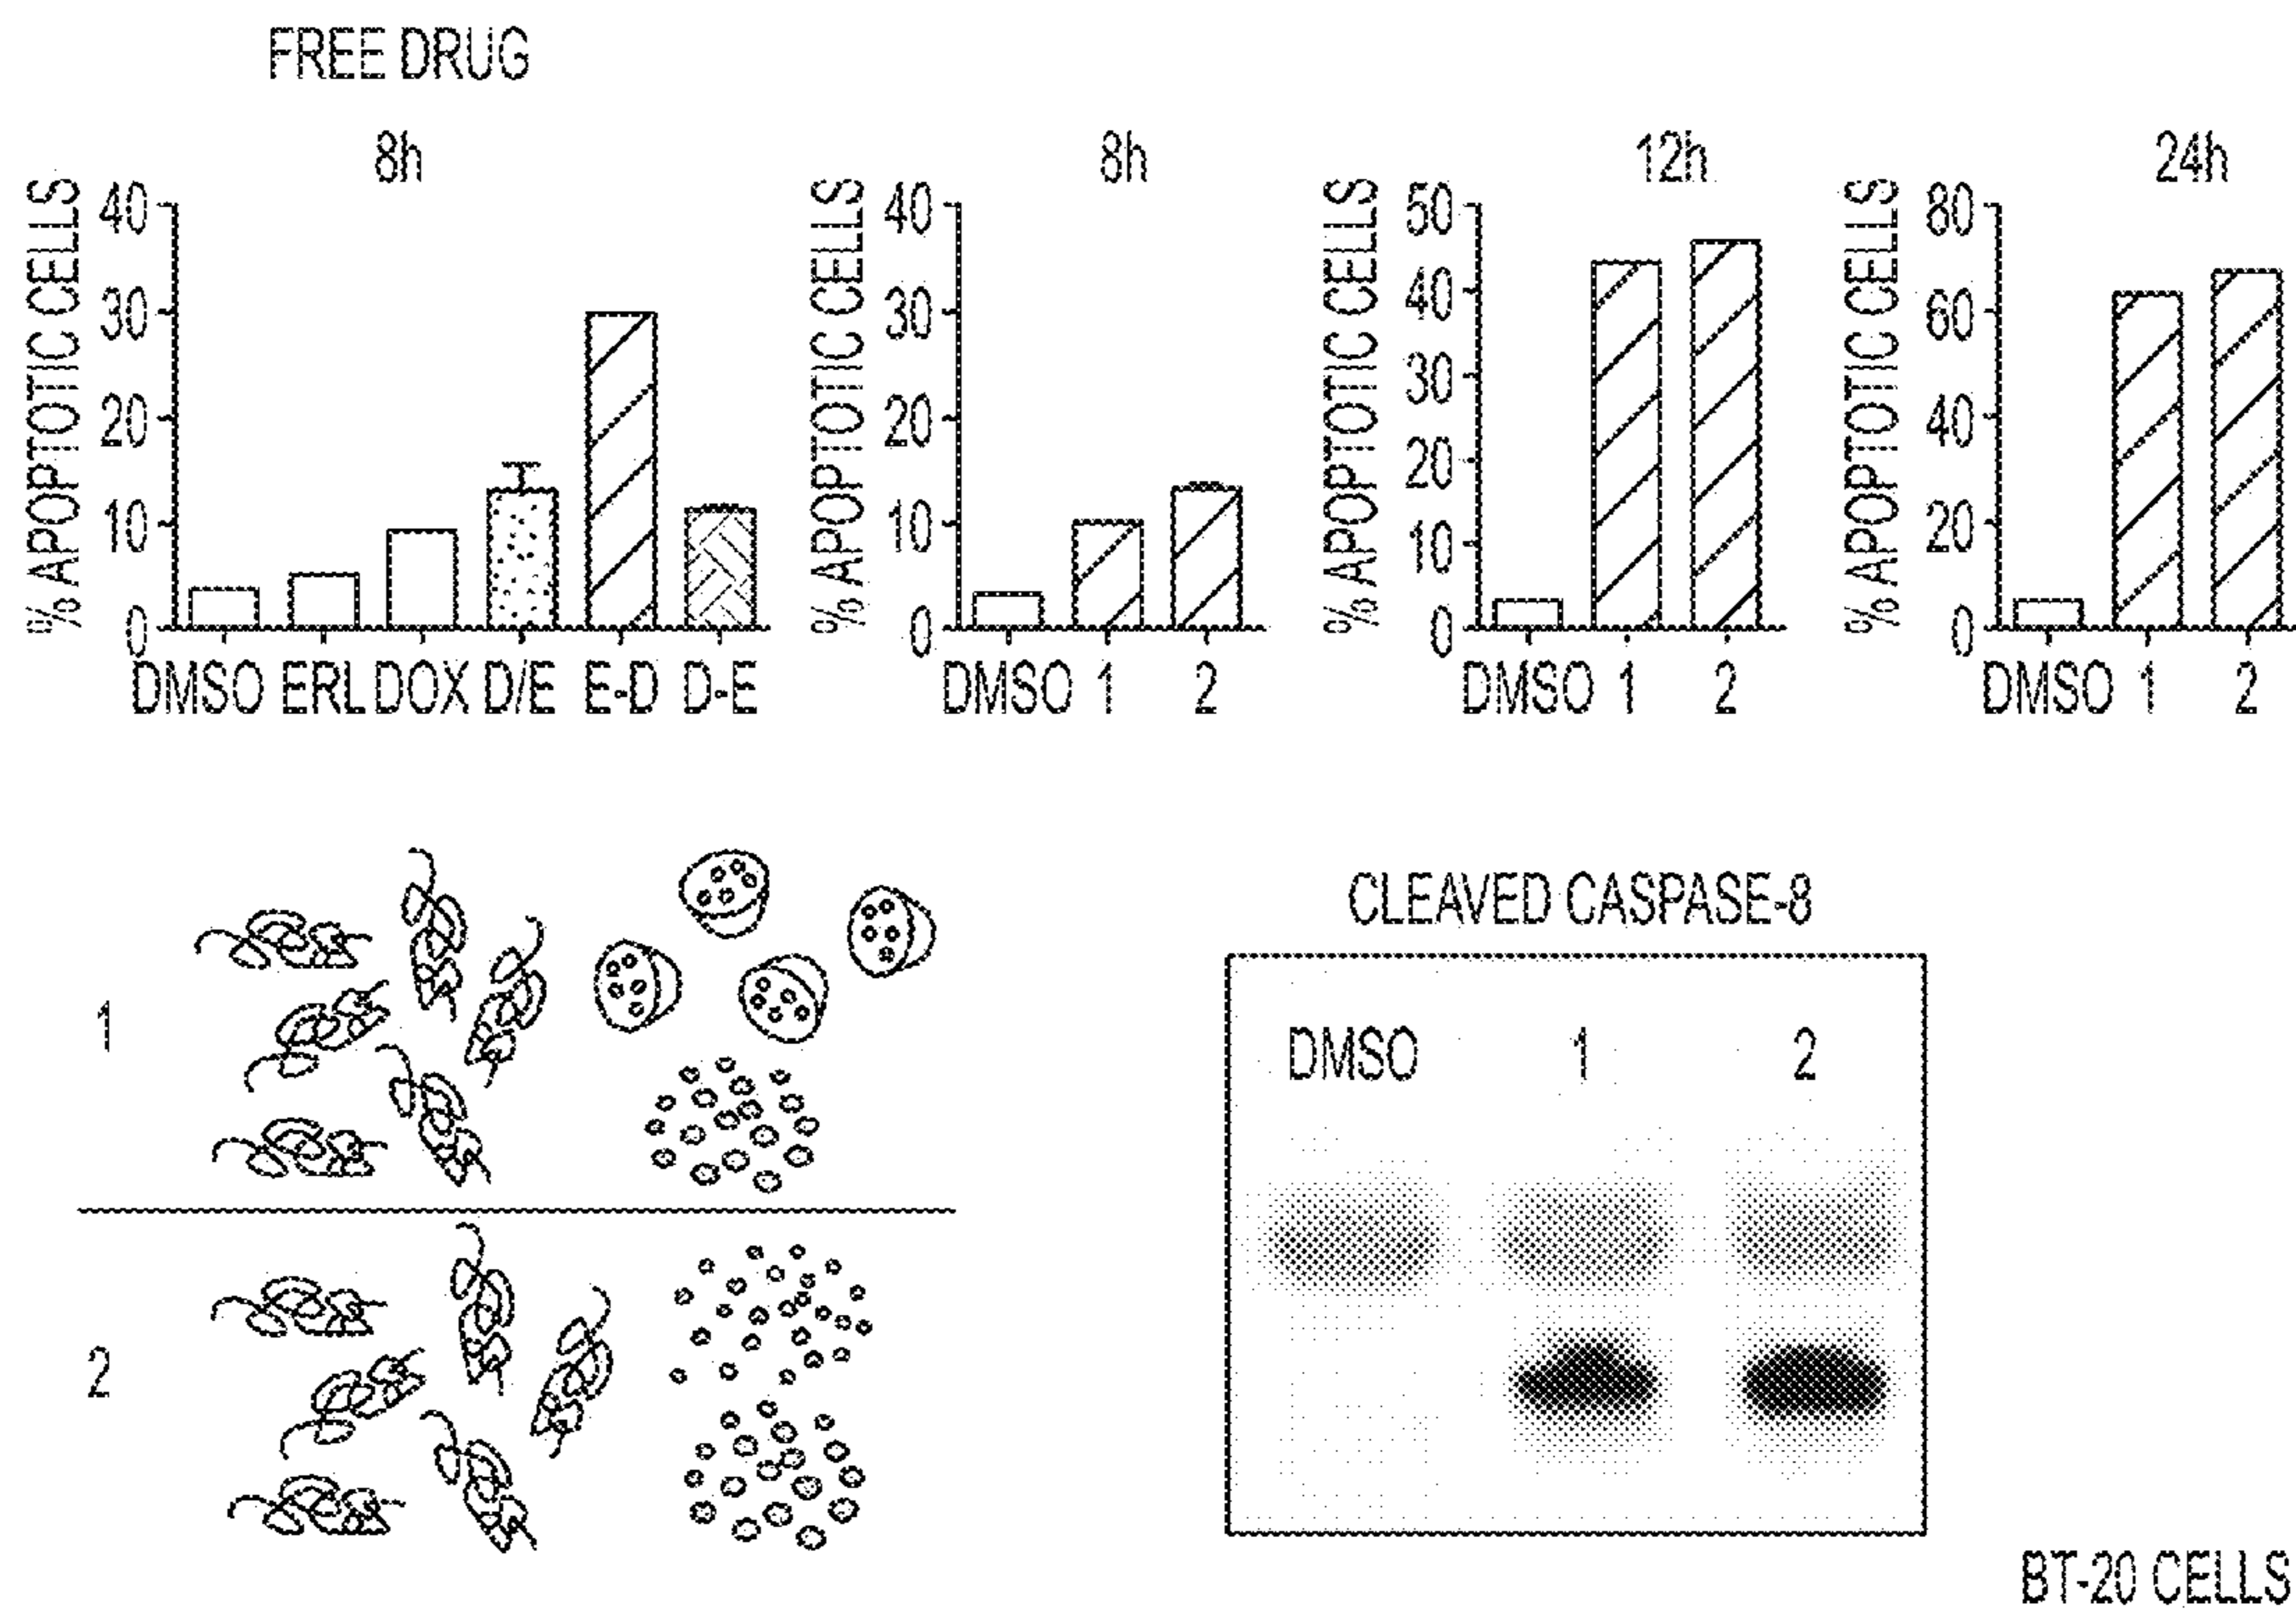 FREE DRUG
8h
% APOPTOTIC CELLS
40
30
20
10
0
DMSO ERL DOX D/E E-D D-E
8h
% APOPTOTIC CELLS
40
30
20
10
0
DMSO 1 2
12h
% APOPTOTIC CELLS
50
40
30
20
10
0
DMSO 1 2
24h
% APOPTOTIC CELLS
80
60
40
20
0
DMSO 1 2
1
2
CLEAVED CASPASE-8
DMSO 1 2
BT-20 CELLS